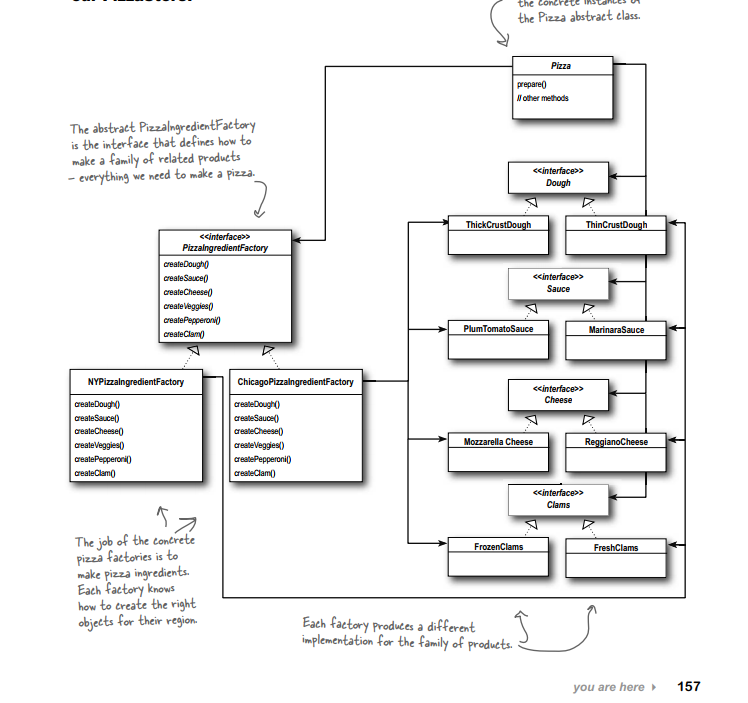 our PizzaStore.
the concrete instances of
the Pizza abstract class.
Pizza
prepare()
// other methods
The abstract PizzaIngredientFactory
is the interface that defines how to
make a family of related products
– everything we need to make a pizza.
<<interface>>
Dough
ThickCrustDough
ThinCrustDough
<<interface>>
PizzaIngredientFactory
createDough()
createSauce()
createCheese()
createVeggies()
createPepperoni()
createClam()
<<interface>>
Sauce
PlumTomatoSauce
MarinaraSauce
NYPizzaIngredientFactory
createDough()
createSauce()
createCheese()
createVeggies()
createPepperoni()
createClam()
ChicagoPizzaIngredientFactory
createDough()
createSauce()
createCheese()
createVeggies()
createPepperoni()
createClam()
<<interface>>
Cheese
Mozzarella Cheese
ReggianoCheese
<<interface>>
Clams
FrozenClams
FreshClams
The job of the concrete
pizza factories is to
make pizza ingredients.
Each factory knows
how to create the right
objects for their region.
Each factory produces a different
implementation for the family of products.
you are here 157